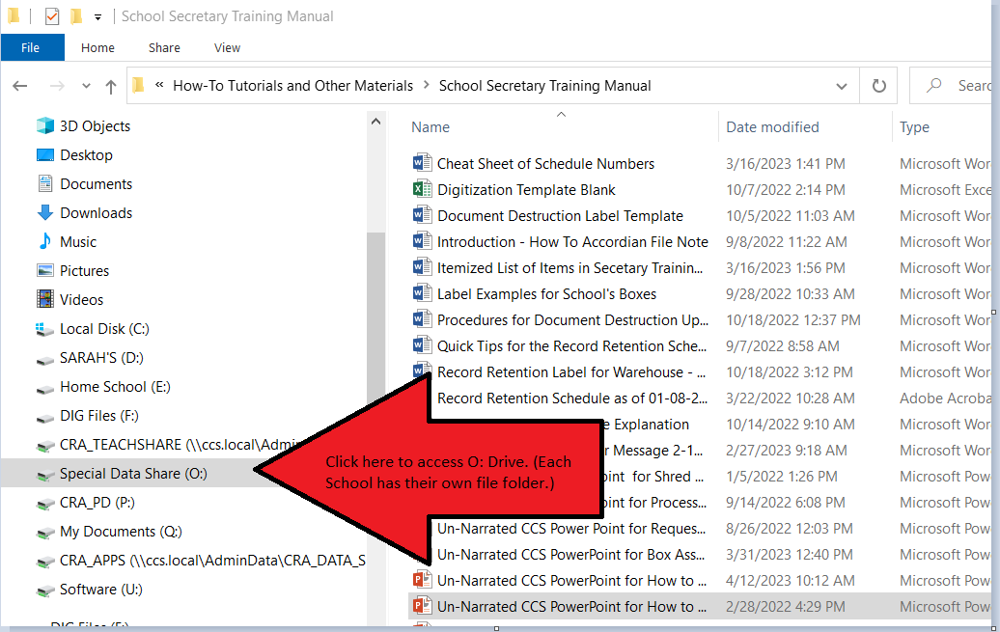 School Secretary Training Manual
File Home Share View
« How-To Tutorials and Other Materials > School Secretary Training Manual
Searc
3D Objects
Desktop
Documents
Downloads
Music
Pictures
Videos
Local Disk (C:)
SARAH'S (D:)
Home School (E:)
DIG Files (F:)
CRA_TEACHSHARE (\\ccs.local\Admin
Special Data Share (O:)
CRA_PD (P:)
My Documents (Q:)
CRA_APPS (\\ccs.local\AdminData\CRA_DATA_S
Software (U:)
DIG Files (F:)
Name Date modified Type
Cheat Sheet of Schedule Numbers 3/16/2023 1:41 PM Microsoft Wor
Digitization Template Blank 10/7/2022 2:14 PM Microsoft Exce
Document Destruction Label Template 10/5/2022 11:03 AM Microsoft Wor
Introduction - How To Accordian File Note 9/8/2022 11:22 AM Microsoft Wor
Itemized List of Items in Secetary Trainin... 3/16/2023 1:56 PM Microsoft Wor
Label Examples for School's Boxes 9/28/2022 10:33 AM Microsoft Wor
Procedures for Document Destruction Up... 10/18/2022 12:37 PM Microsoft Wor
Quick Tips for the Record Retention Sche... 9/7/2022 8:58 AM Microsoft Wor
Record Retention Label for Warehouse - ... 10/18/2022 3:12 PM Microsoft Wor
Record Retention Schedule as of 01-08-2... 3/22/2022 10:28 AM Adobe Acroba
e Explanation 10/14/2022 9:10 AM Microsoft Wor
r Message 2-1... 2/27/2023 9:18 AM Microsoft Wor
oint for Shred ... 1/5/2022 1:26 PM Microsoft Pow
oint for Process... 9/14/2022 6:08 PM Microsoft Pow
Un-Narrated CCS Power Point for Reques... 8/26/2022 12:03 PM Microsoft Pow
Un-Narrated CCS PowerPoint for Box Ass... 3/31/2023 12:40 PM Microsoft Pow
Un-Narrated CCS PowerPoint for How to ... 4/12/2023 10:12 AM Microsoft Pow
Un-Narrated CCS PowerPoint for How to ... 2/28/2022 4:29 PM Microsoft Pow
Click here to access O: Drive. (Each
School has their own file folder.)